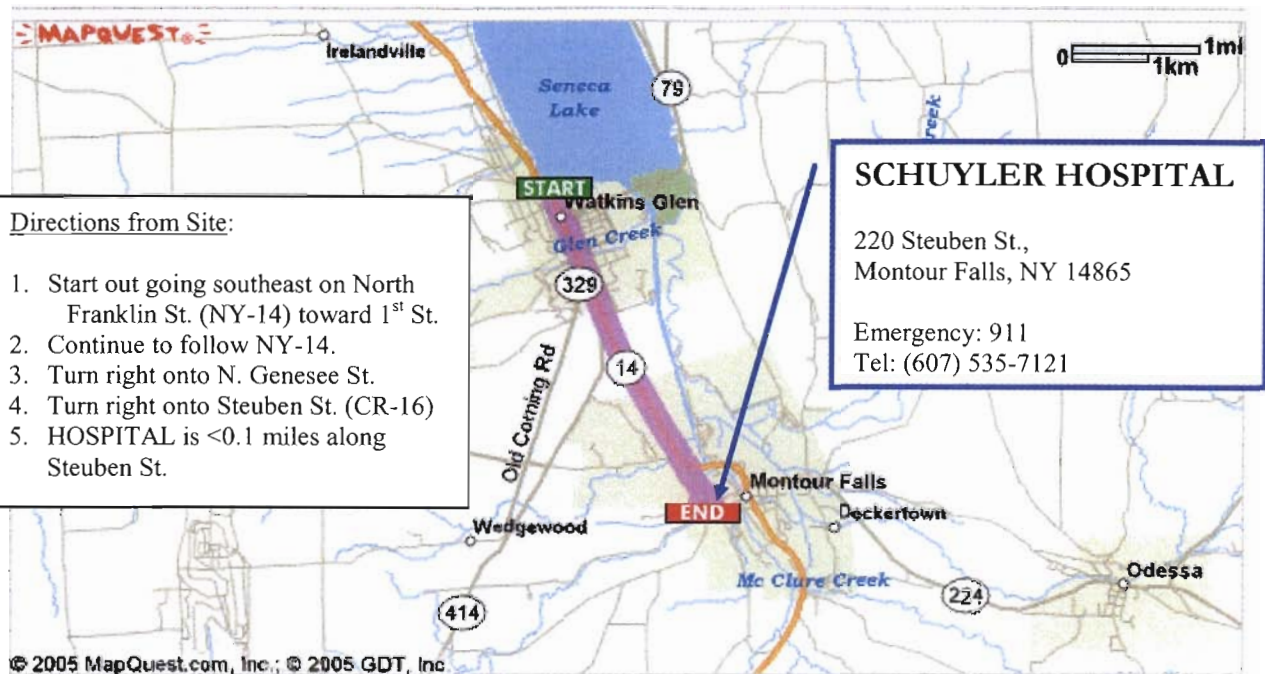 MAPQUEST
Irelandville
0 1mi
1km
Seneca
Lake
79
reek
START
Watkins Glen
Glen Creek
329
14
Old Corning Rd
Directions from Site:
1. Start out going southeast on North
Franklin St. (NY-14) toward 1st St.
2. Continue to follow NY-14.
3. Turn right onto N. Genesee St.
4. Turn right onto Steuben St. (CR-16)
5. HOSPITAL is <0.1 miles along
Steuben St.
SCHUYLER HOSPITAL
220 Steuben St.,
Montour Falls, NY 14865
Emergency: 911
Tel: (607) 535-7121
Montour Falls
END
Deckertown
Wedgewood
Mc Clure Creek
Odessa
224
414
© 2005 MapQuest.com, Inc.; © 2005 GDT, Inc